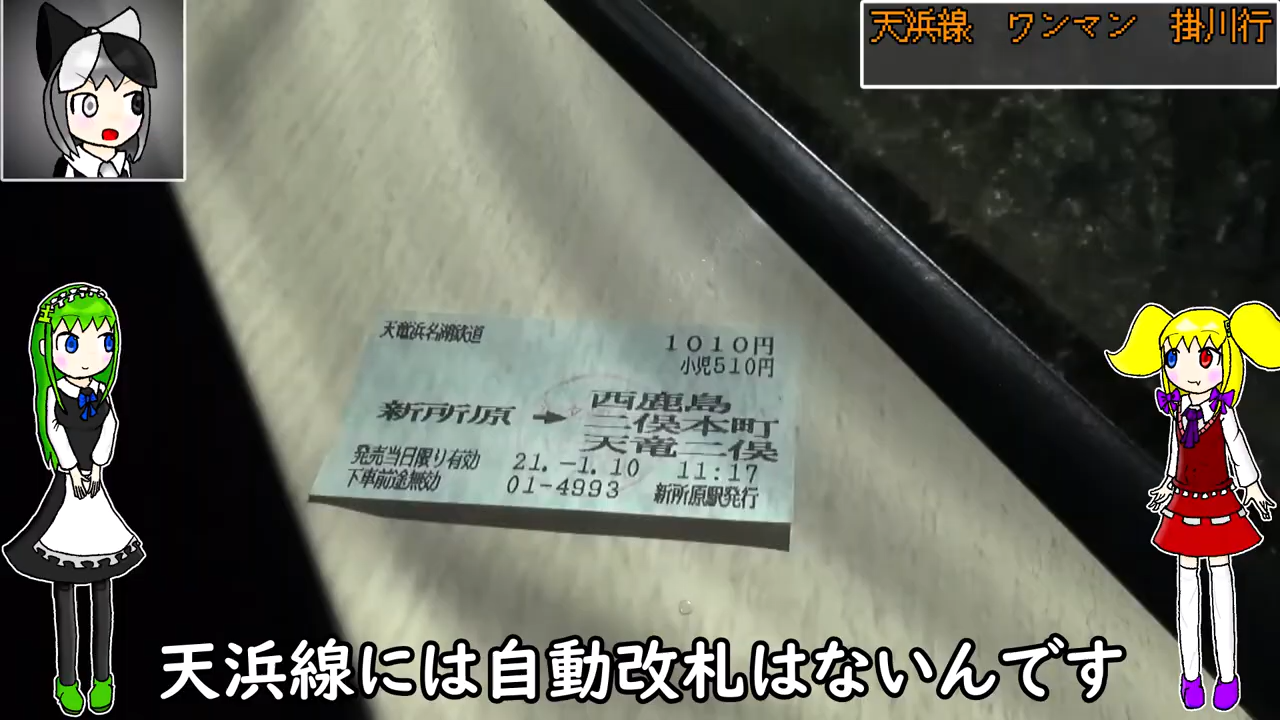 天浜線 ワンマン 掛川行
天竜浜名湖鉄道
1010円
小児510円
新所原 → 西鹿島
二俣本町
天竜二俣
発売当日限り有効 21.-1.10 11:17
下車前途無効 01-4993 新所原駅発行
天浜線には自動改札はないんです